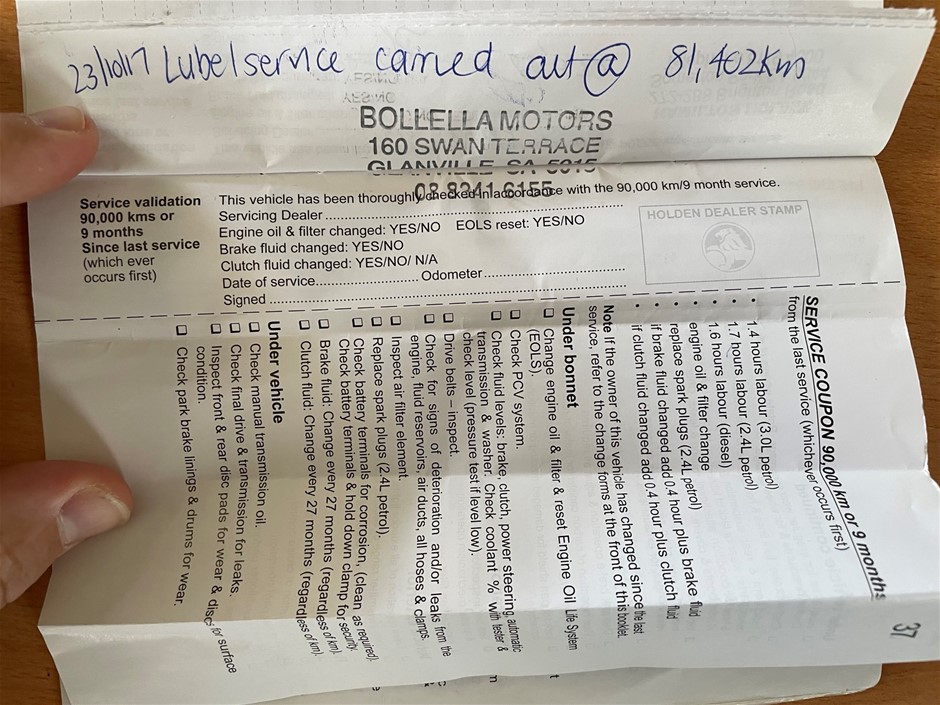 23/10/17 Lube/service carried out @ 81,402km
BOLLELLA MOTORS
160 SWAN TERRACE
GLANVILLE SA 5015
08 8241 6155
Service validation
90,000 kms or
9 months
Since last service
(which ever
occurs first)
This vehicle has been thoroughly checked in accordance with the 90,000 km/9 month service.
Servicing Dealer
Engine oil & filter changed: YES/NO EOLS reset: YES/NO
Brake fluid changed: YES/NO
Clutch fluid changed: YES/NO/ N/A
Date of service Odometer
Signed
HOLDEN DEALER STAMP
SERVICE COUPON 90,000 km or 9 months
from the last service (whichever occurs first)
• 1.4 hours labour (3.0L petrol)
• 1.7 hours labour (2.4L petrol)
1.6 hours labour (diesel)
• engine oil & filter change
• replace spark plugs (2.4L petrol)
• if brake fluid changed add 0.4 hour plus brake fluid
• if clutch fluid changed add 0.4 hour plus clutch fluid
Note If the owner of this vehicle has changed since the last
service, refer to the change forms at the front of this booklet.
Under bonnet
☐ Change engine oil & filter & reset Engine Oil Life System
(EOLS).
☐ Check PCV system.
☐ Check fluid levels: brake, clutch, power steering, automatic
transmission & washer. Check coolant % with tester &
check level (pressure test if level low).
☐ Drive belts – inspect.
☐ Check for signs of deterioration and/or leaks from the
engine, fluid reservoirs, air ducts, all hoses & clamps
☐ Inspect air filter element.
☐ Replace spark plugs (2.4L petrol).
☐ Check battery terminals for corrosion, (clean as required).
Check battery terminals & hold down clamp for security.
☐ Brake fluid: Change every 27 months (regardless of km).
☐ Clutch fluid: Change every 27 months (regardless of km).
Under vehicle
☐ Check manual transmission oil.
☐ Check final drive & transmission for leaks.
☐ Inspect front & rear disc pads for wear & discs for surface
condition.
☐ Check park brake linings & drums for wear.
37